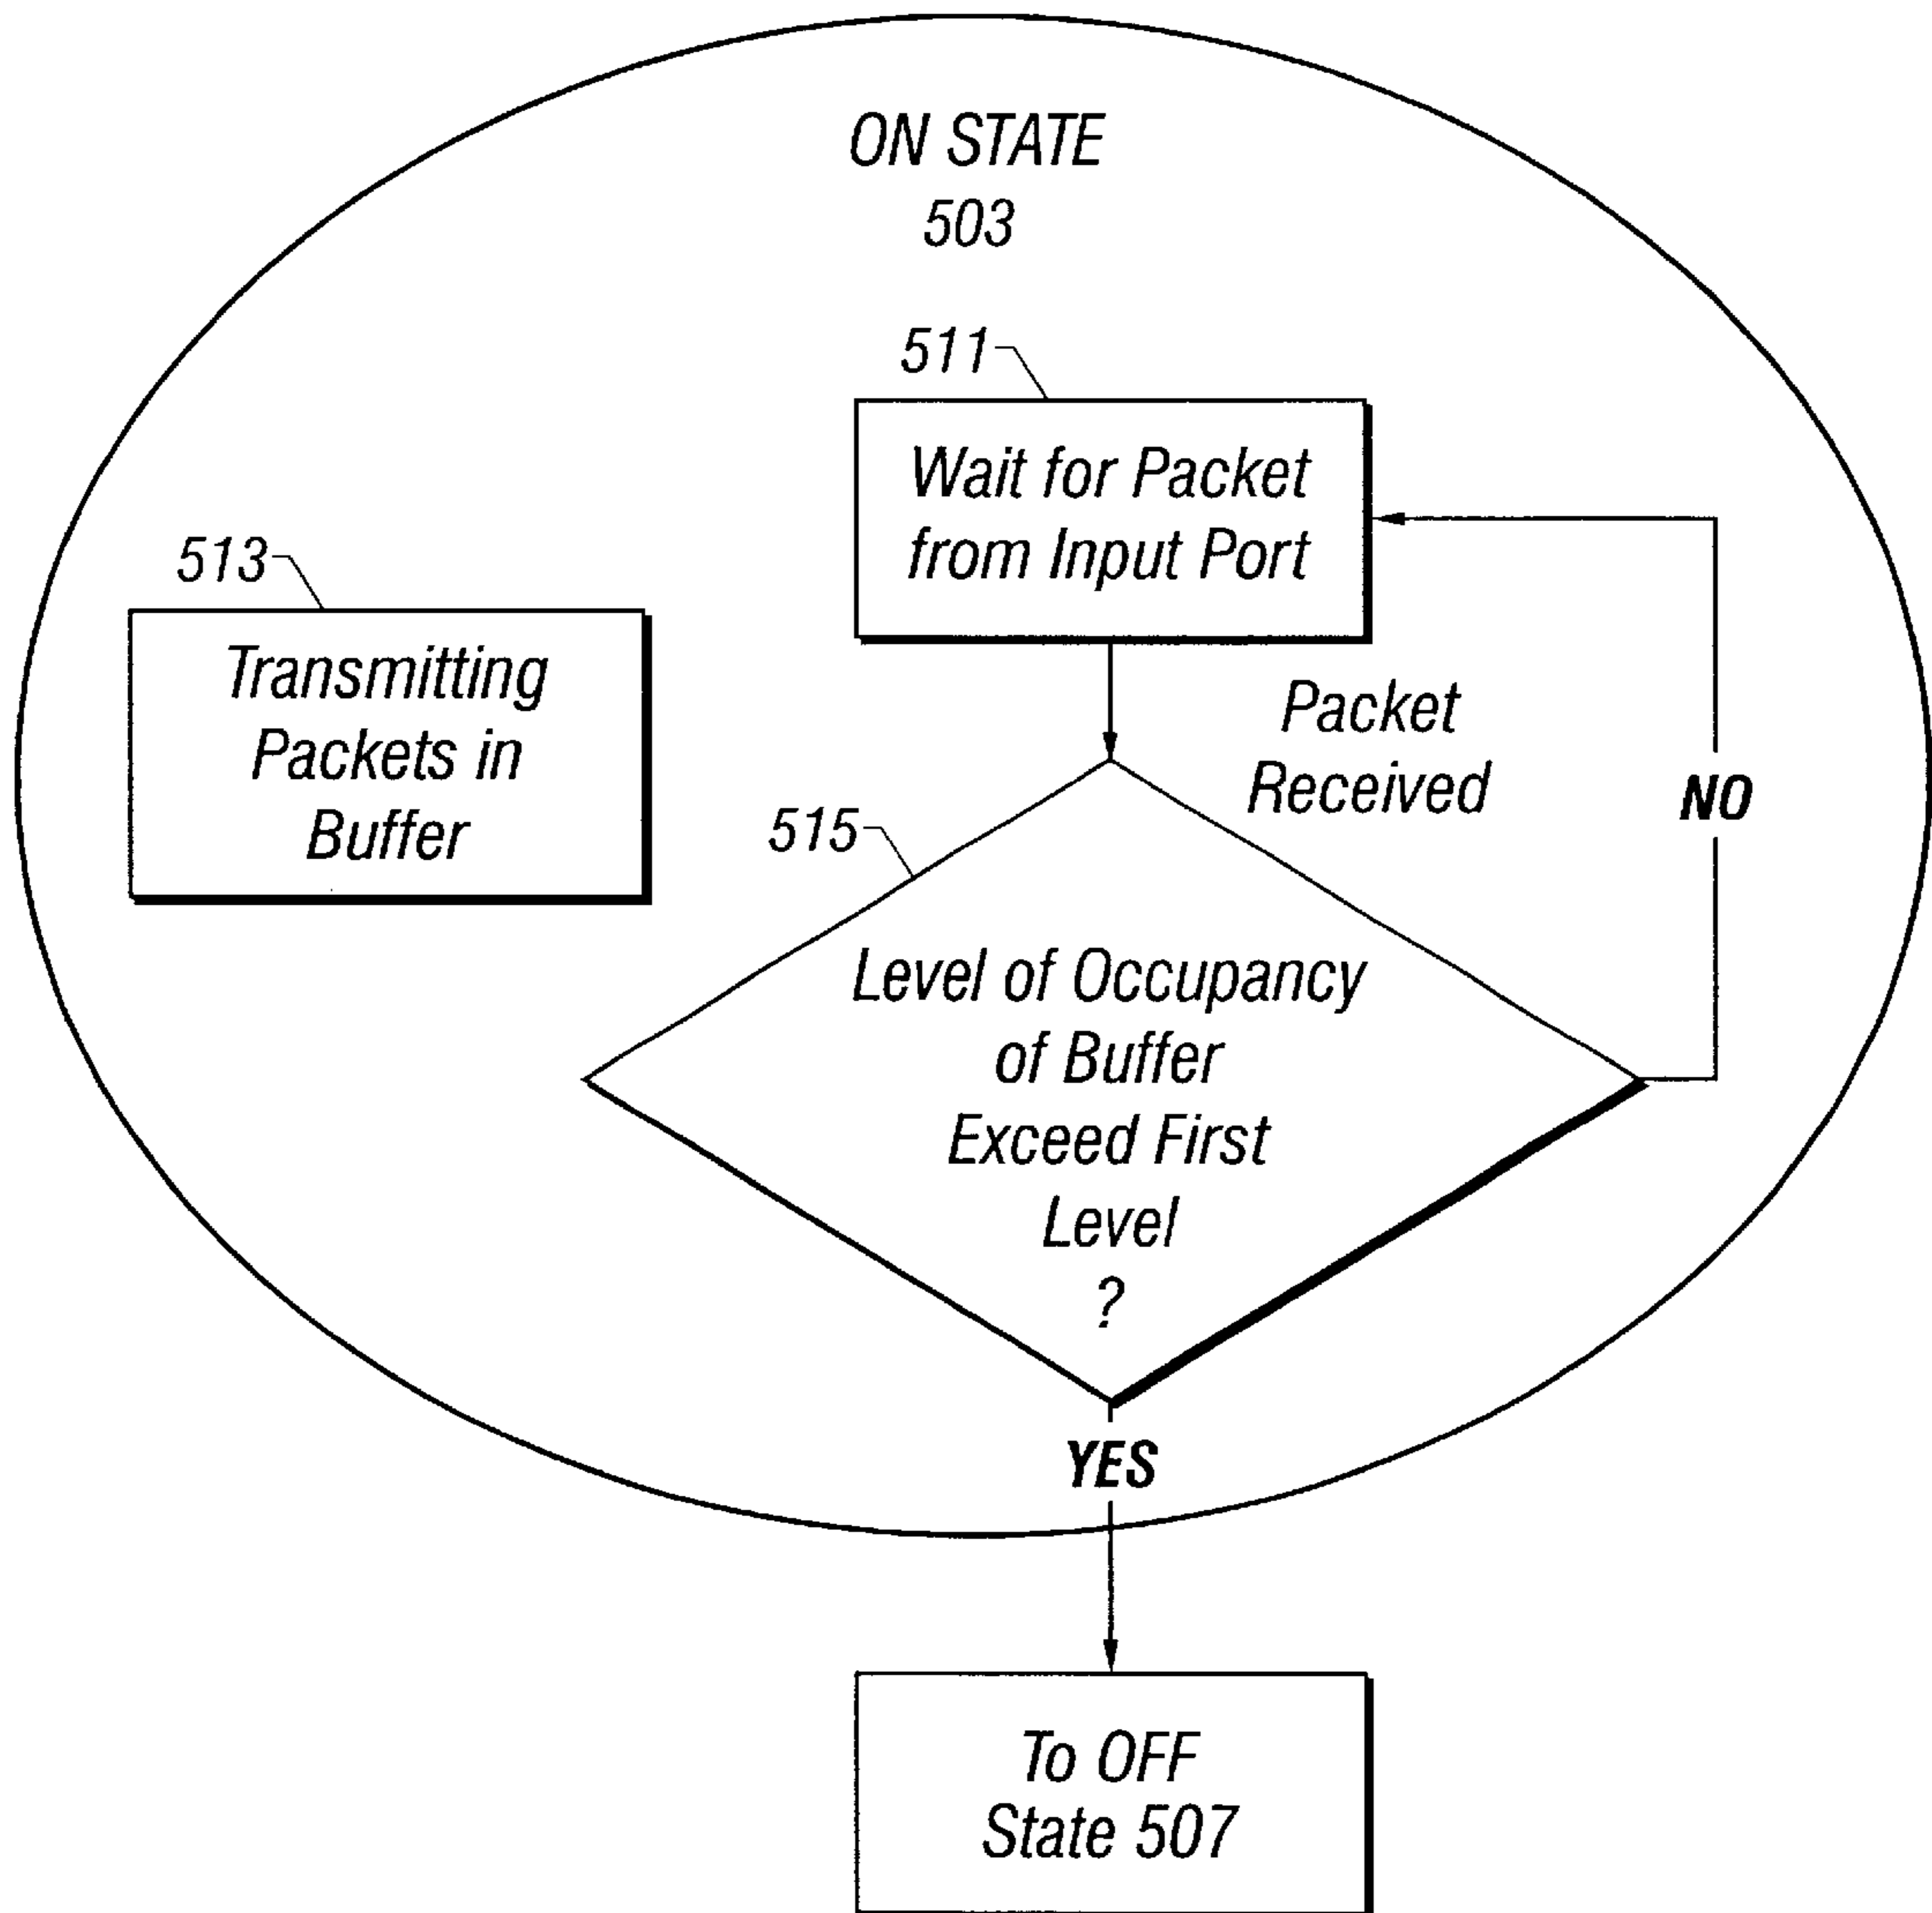 ON STATE
503
511
Wait for Packet
from Input Port
513
Transmitting
Packets in
Buffer
Packet
Received
NO
515
Level of Occupancy
of Buffer
Exceed First
Level
?
YES
To OFF
State 507